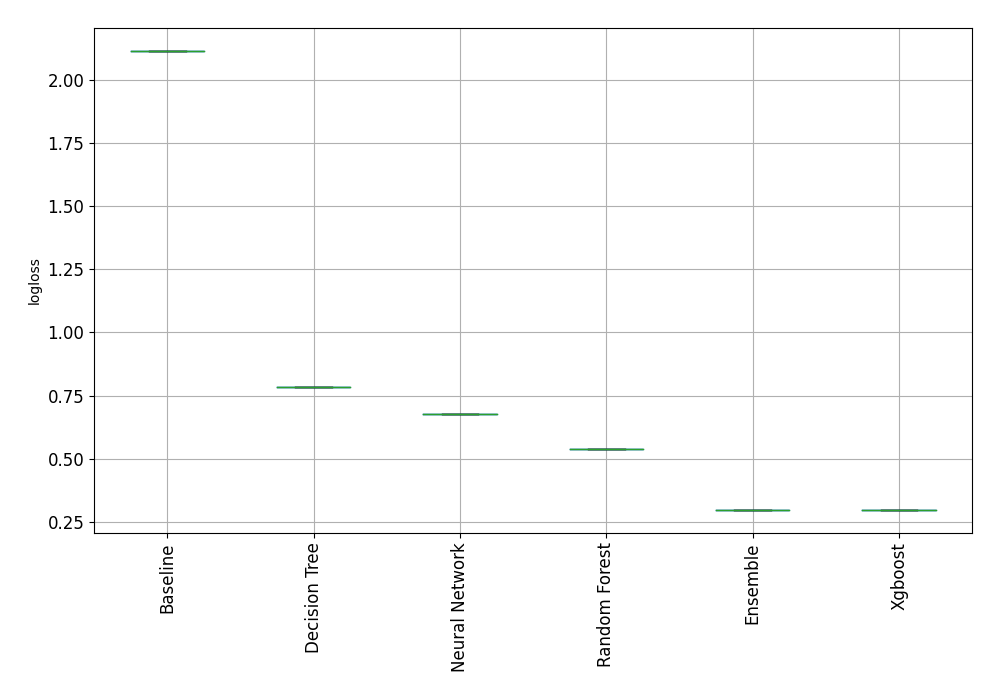 logloss
2.00
1.75
1.50
1.25
1.00
0.75
0.50
0.25
Baseline
Decision Tree
Neural Network
Random Forest
Ensemble
Xgboost